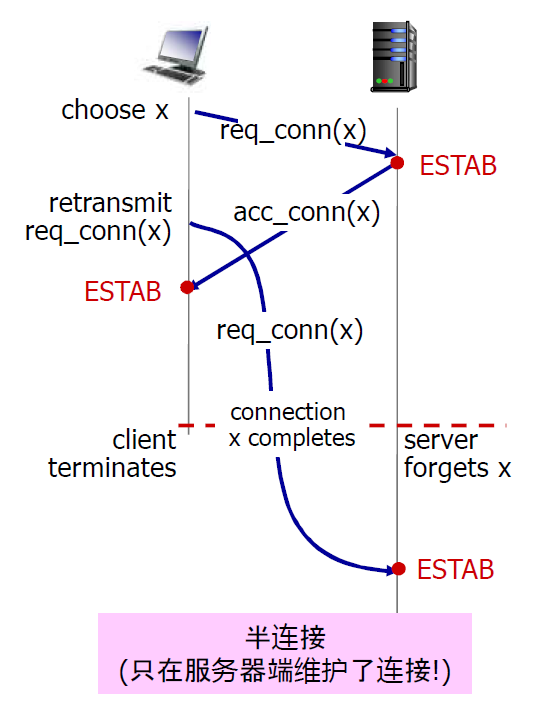 choose x
req_conn(x)
ESTAB
retransmit
req_conn(x)
acc_conn(x)
ESTAB
req_conn(x)
connection
x completes
client
terminates
server
forgets x
ESTAB
半连接
(只在服务器端维护了连接!)